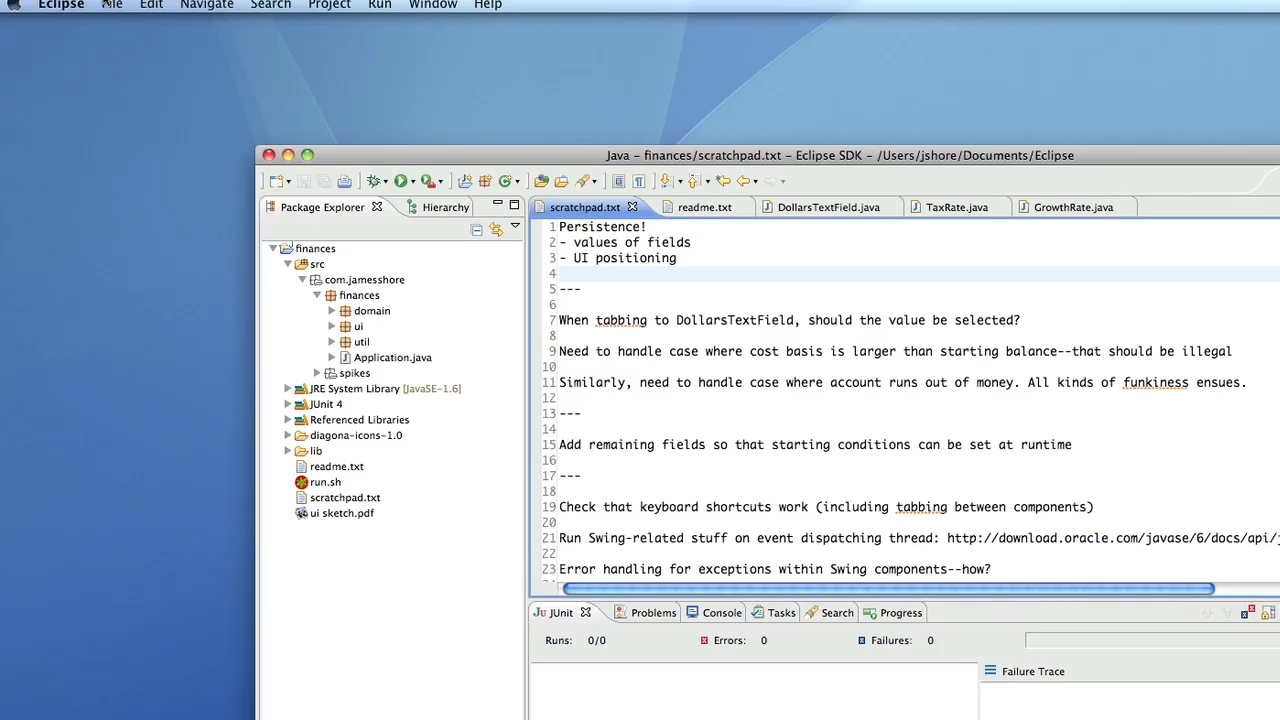 Eclipse File Edit Navigate Search Project Run Window Help
Java - finances/scratchpad.txt - Eclipse SDK - /Users/jshore/Documents/Eclipse
Package Explorer Hierarchy
scratchpad.txt readme.txt DollarsTextField.java TaxRate.java GrowthRate.java
finances
src
com.jamesshore
finances
domain
ui
util
Application.java
spikes
JRE System Library [JavaSE-1.6]
JUnit 4
Referenced Libraries
diagona-icons-1.0
lib
readme.txt
run.sh
scratchpad.txt
ui sketch.pdf
1 Persistence!
2 - values of fields
3 - UI positioning
4
5 ---
6
7 When tabbing to DollarsTextField, should the value be selected?
8
9 Need to handle case where cost basis is larger than starting balance--that should be illegal
10
11 Similarly, need to handle case where account runs out of money. All kinds of funkiness ensues.
12
13 ---
14
15 Add remaining fields so that starting conditions can be set at runtime
16
17 ---
18
19 Check that keyboard shortcuts work (including tabbing between components)
20
21 Run Swing-related stuff on event dispatching thread: http://download.oracle.com/javase/6/docs/api/j
22
23 Error handling for exceptions within Swing components--how?
JUnit Problems Console Tasks Search Progress
Runs: 0/0 Errors: 0 Failures: 0
Failure Trace